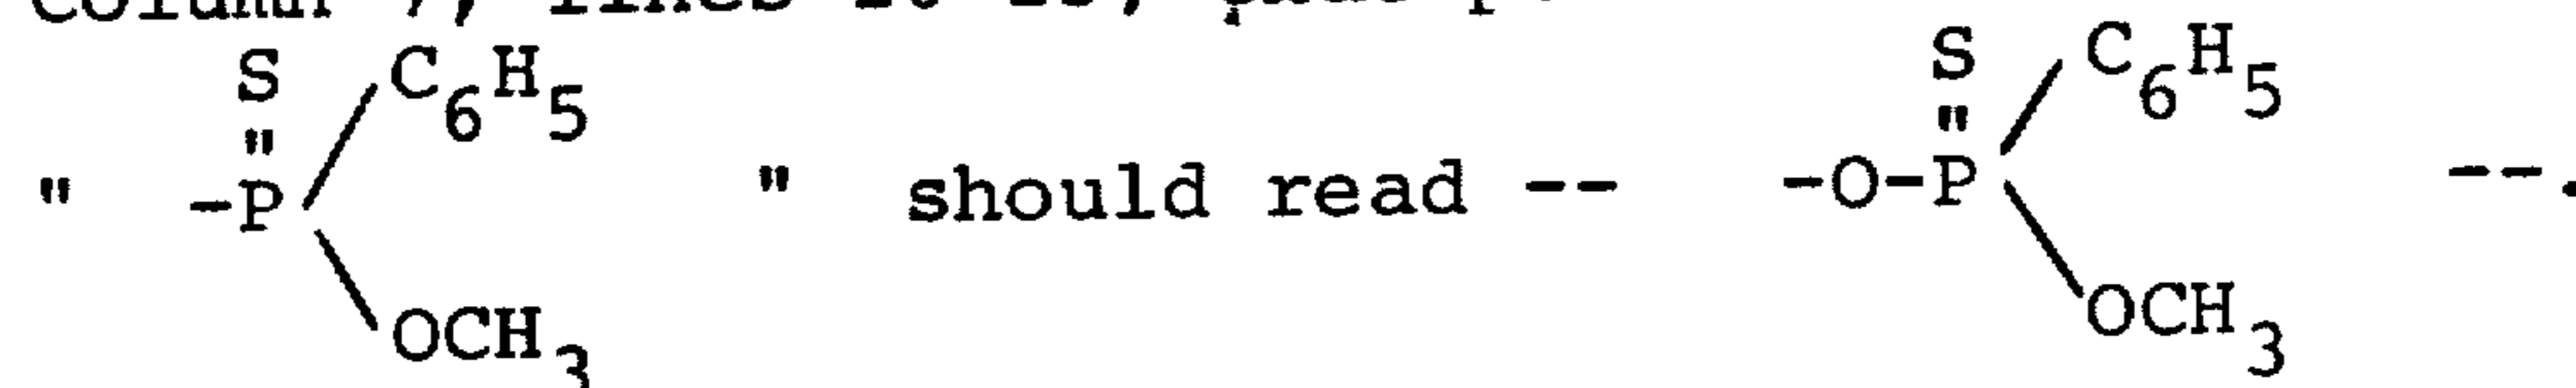 S C6H5 S C6H5
" "
" -P " should read -- -O-P --.
OCH3 OCH3